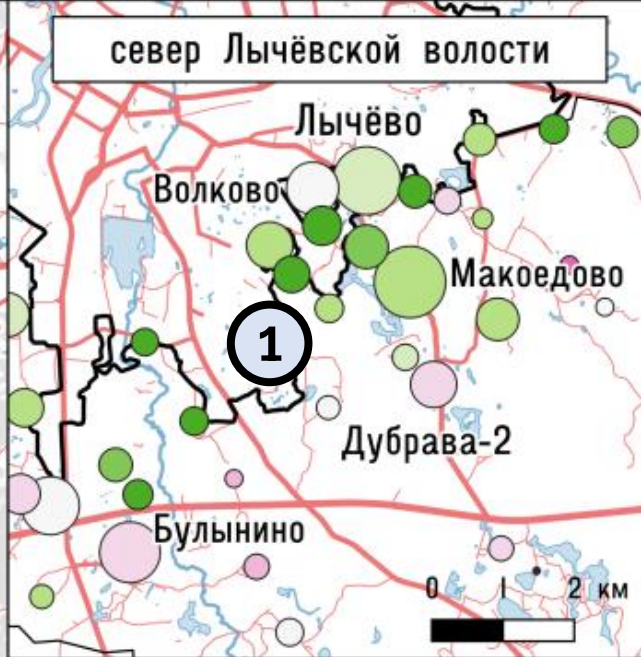 север Лычёвской волости
Лычёво
Волково
Макоедово
1
Дубрава-2
Булынино
0 2 км